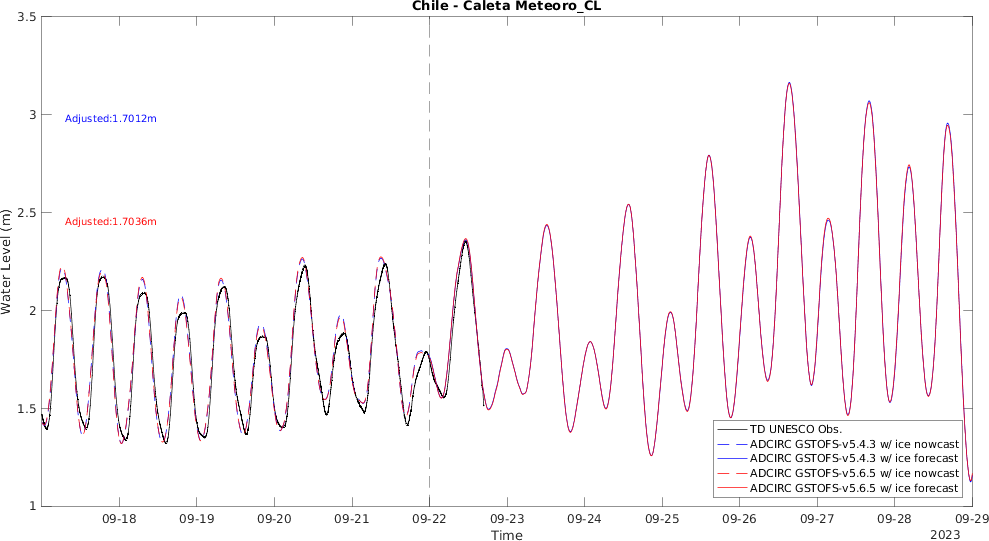 Chile - Caleta Meteoro_CL
3.5
3
2.5
2
1.5
1
Water Level (m)
Adjusted:1.7012m
Adjusted:1.7036m
TD UNESCO Obs.
ADCIRC GSTOFS-v5.4.3 w/ ice nowcast
ADCIRC GSTOFS-v5.4.3 w/ ice forecast
ADCIRC GSTOFS-v5.6.5 w/ ice nowcast
ADCIRC GSTOFS-v5.6.5 w/ ice forecast
09-18 09-19 09-20 09-21 09-22 09-23 09-24 09-25 09-26 09-27 09-28 09-29
Time
2023